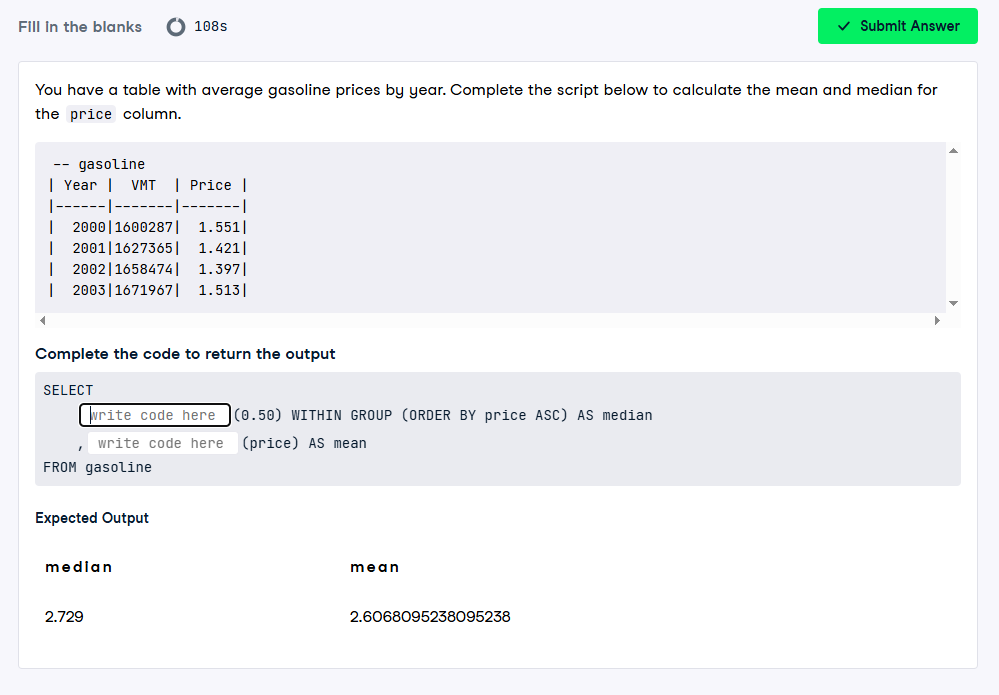 Fill in the blanks
108s
Submit Answer
You have a table with average gasoline prices by year. Complete the script below to calculate the mean and median for
the price column.
-- gasoline
| Year |  VMT  | Price |
|------|-------|-------|
|  2000|1600287|  1.551|
|  2001|1627365|  1.421|
|  2002|1658474|  1.397|
|  2003|1671967|  1.513|
Complete the code to return the output
SELECT
write code here (0.50) WITHIN GROUP (ORDER BY price ASC) AS median
, write code here (price) AS mean
FROM gasoline
Expected Output
median mean
2.729 2.6068095238095238